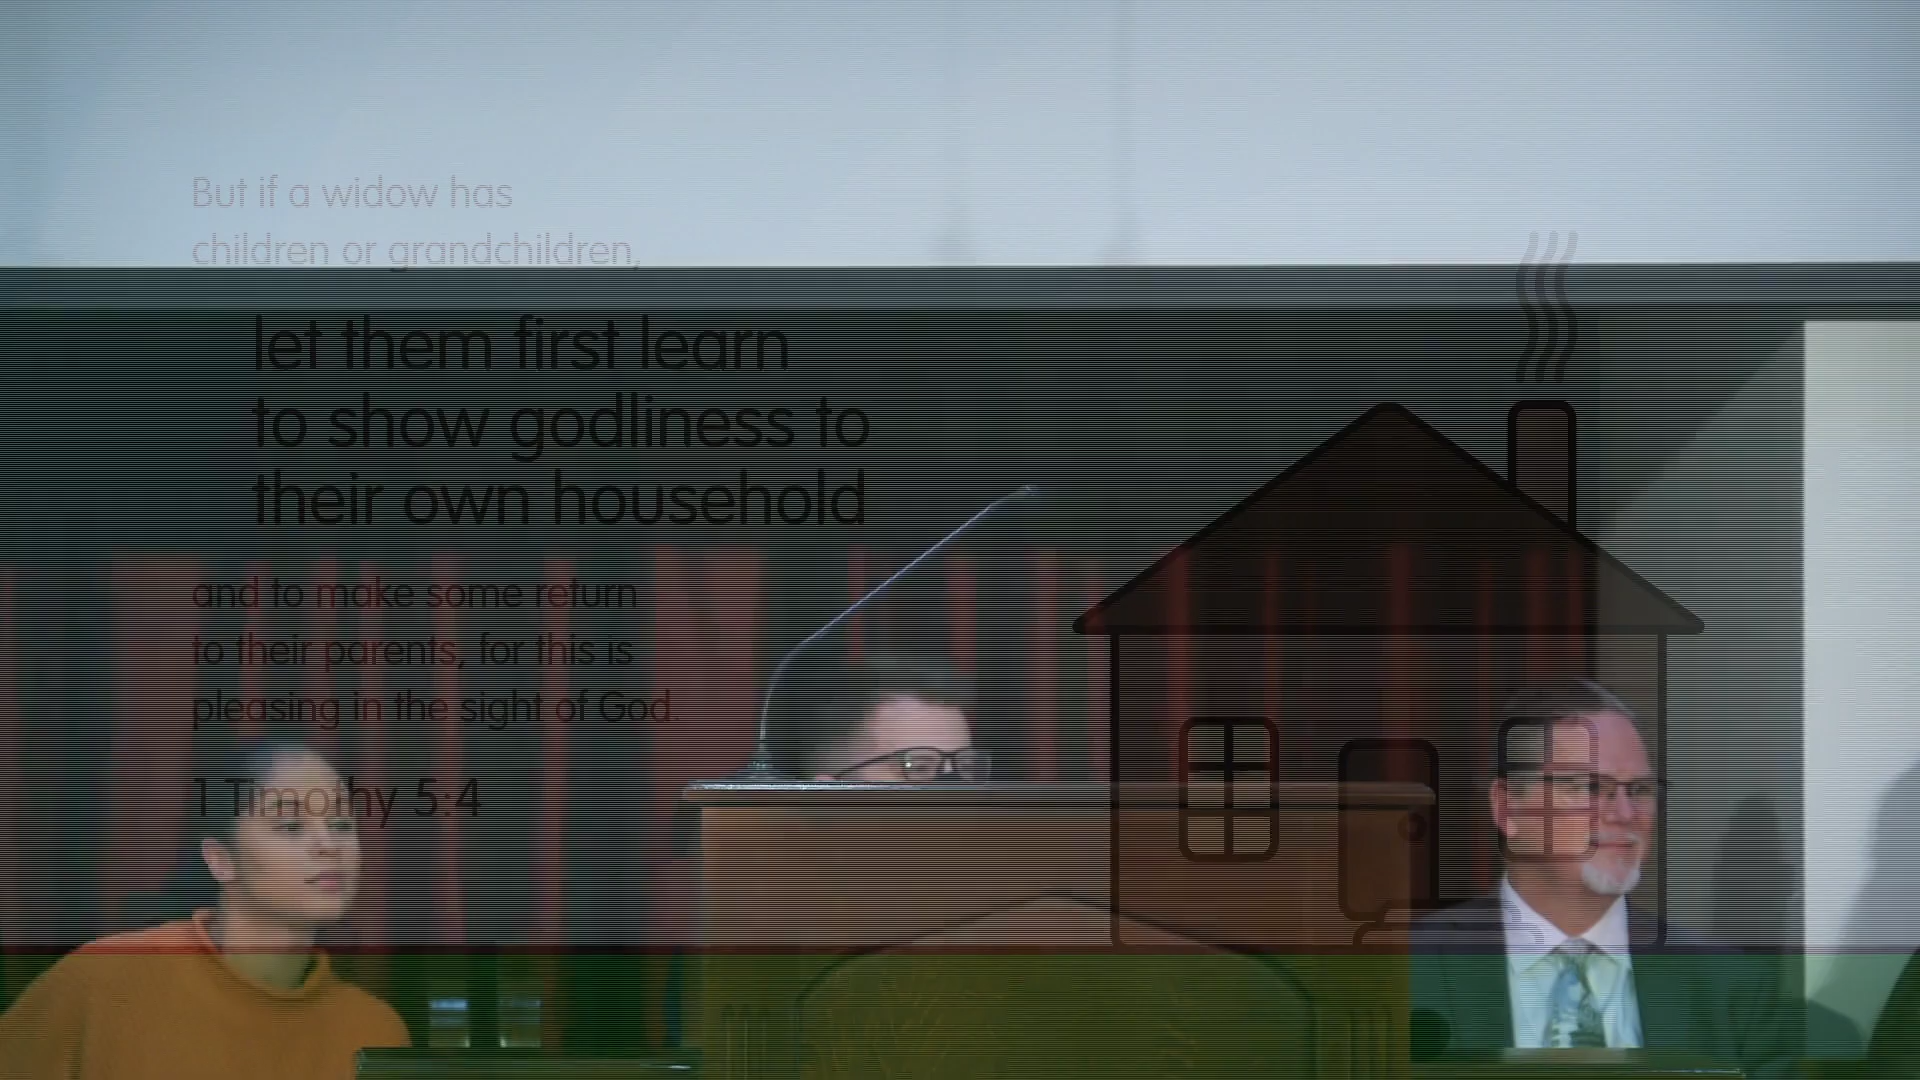 But if a widow has
children or grandchildren,
let them first learn
to show godliness to
their own household
and to make some return
to their parents, for this is
pleasing in the sight of God.
1 Timothy 5:4